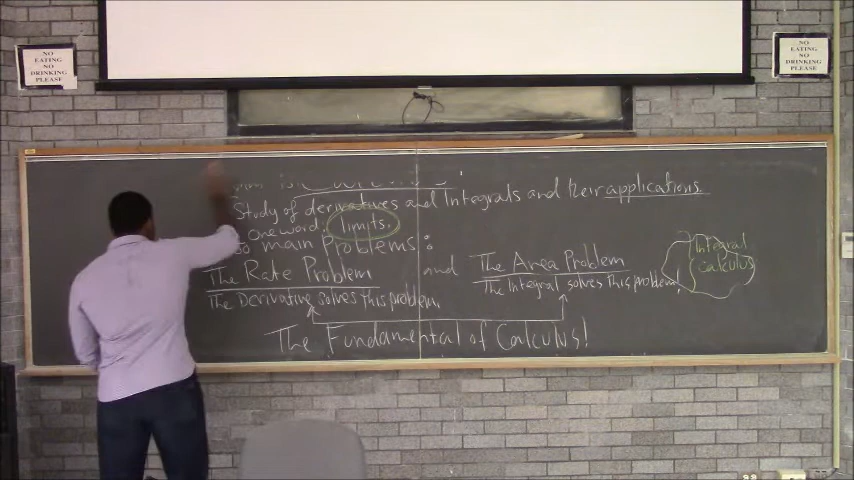 NO
EATING
NO
DRINKING
PLEASE
NO
EATING
NO
DRINKING
PLEASE
Study of derivatives and Integrals and their applications.
One word: limits.
main Problems:
The Rate Problem and The Area Problem
The Derivative solves this problem The Integral solves this problem!
Integral
Calculus
The Fundamental of Calculus!